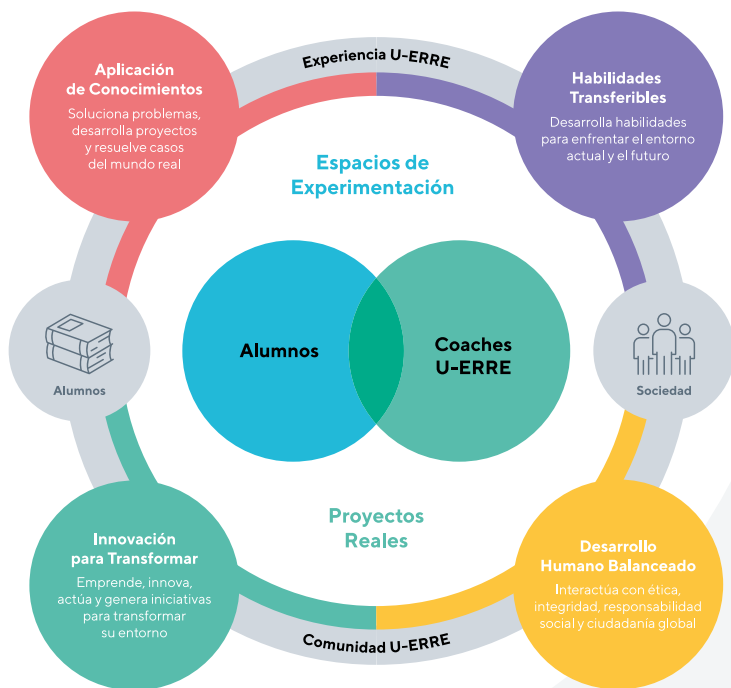 Experiencia U-ERRE
Aplicación
de Conocimientos
Soluciona problemas,
desarrolla proyectos
y resuelve casos
del mundo real
Habilidades
Transferibles
Desarrolla habilidades
para enfrentar el entorno
actual y el futuro
Espacios de
Experimentación
Alumnos
Coaches
U-ERRE
Alumnos
Sociedad
Proyectos
Reales
Innovación
para Transformar
Emprende, innova,
actúa y genera iniciativas
para transformar
su entorno
Desarrollo
Humano Balanceado
Interactúa con ética,
integridad, responsabilidad
social y ciudadanía global
Comunidad U-ERRE